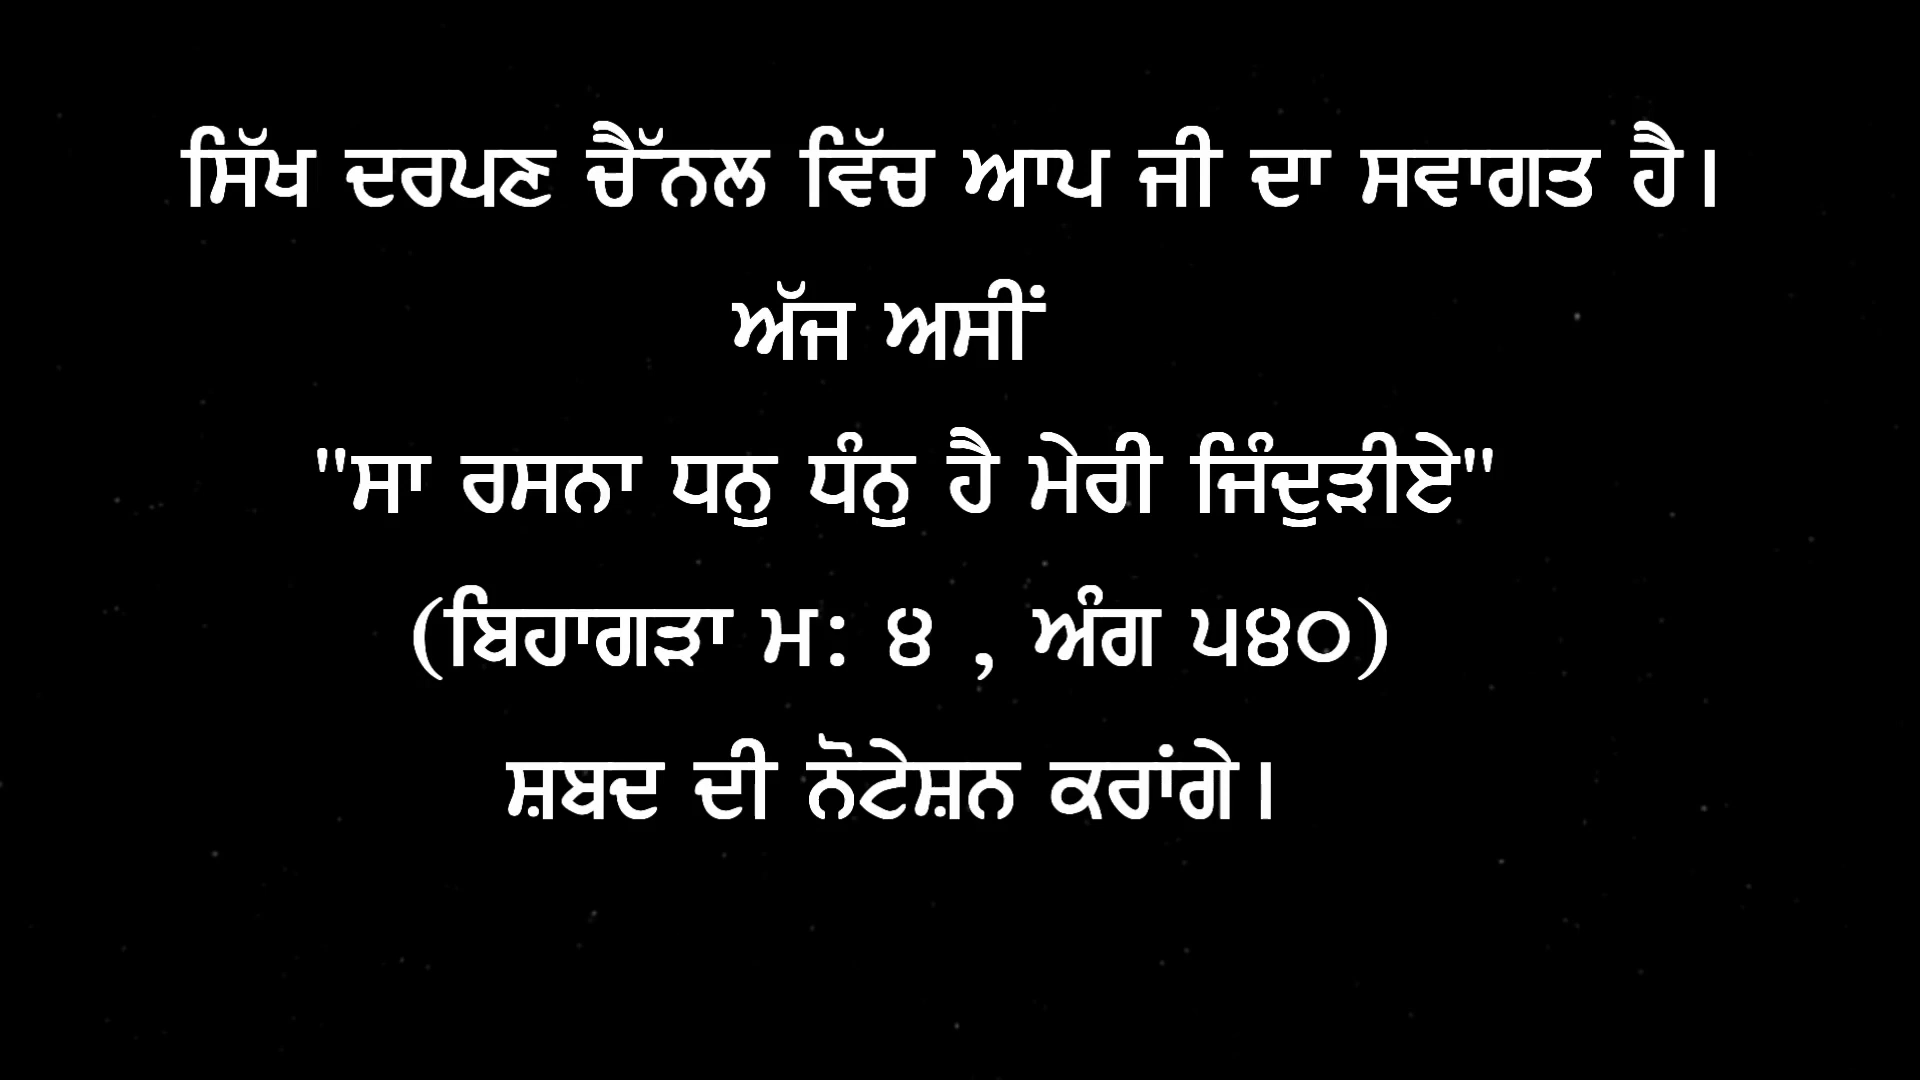 ਸਿੱਖ ਦਰਪਣ ਚੈੱਨਲ ਵਿੱਚ ਆਪ ਜੀ ਦਾ ਸਵਾਗਤ ਹੈ।
ਅੱਜ ਅਸੀਂ
"ਸਾ ਰਸਨਾ ਧਨੁ ਧੰਨੁ ਹੈ ਮੇਰੀ ਜਿੰਦੁੜੀਏ"
(ਬਿਹਾਗੜਾ ਮ: ੪ , ਅੰਗ ੫੪੦)
ਸ਼ਬਦ ਦੀ ਨੋਟੇਸ਼ਨ ਕਰਾਂਗੇ।